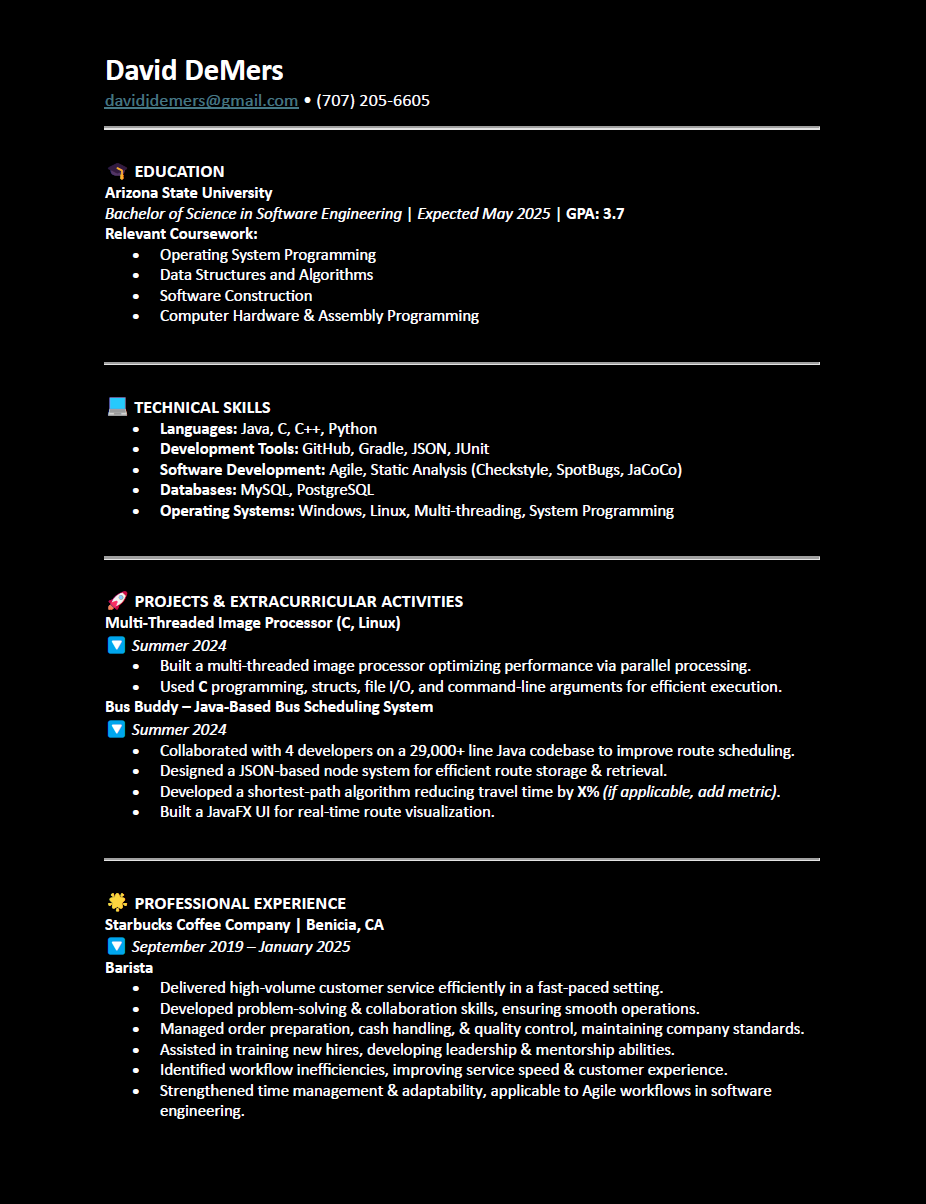 David DeMers
davidjdemers@gmail.com • (707) 205-6605
🎓 EDUCATION
Arizona State University
Bachelor of Science in Software Engineering | Expected May 2025 | GPA: 3.7
Relevant Coursework:
• Operating System Programming
• Data Structures and Algorithms
• Software Construction
• Computer Hardware & Assembly Programming
💻 TECHNICAL SKILLS
• Languages: Java, C, C++, Python
• Development Tools: GitHub, Gradle, JSON, JUnit
• Software Development: Agile, Static Analysis (Checkstyle, SpotBugs, JaCoCo)
• Databases: MySQL, PostgreSQL
• Operating Systems: Windows, Linux, Multi-threading, System Programming
🚀 PROJECTS & EXTRACURRICULAR ACTIVITIES
Multi-Threaded Image Processor (C, Linux)
🔽 Summer 2024
• Built a multi-threaded image processor optimizing performance via parallel processing.
• Used C programming, structs, file I/O, and command-line arguments for efficient execution.
Bus Buddy – Java-Based Bus Scheduling System
🔽 Summer 2024
• Collaborated with 4 developers on a 29,000+ line Java codebase to improve route scheduling.
• Designed a JSON-based node system for efficient route storage & retrieval.
• Developed a shortest-path algorithm reducing travel time by X% (if applicable, add metric).
• Built a JavaFX UI for real-time route visualization.
🌟 PROFESSIONAL EXPERIENCE
Starbucks Coffee Company | Benicia, CA
🔽 September 2019 – January 2025
Barista
• Delivered high-volume customer service efficiently in a fast-paced setting.
• Developed problem-solving & collaboration skills, ensuring smooth operations.
• Managed order preparation, cash handling, & quality control, maintaining company standards.
• Assisted in training new hires, developing leadership & mentorship abilities.
• Identified workflow inefficiencies, improving service speed & customer experience.
• Strengthened time management & adaptability, applicable to Agile workflows in software
engineering.